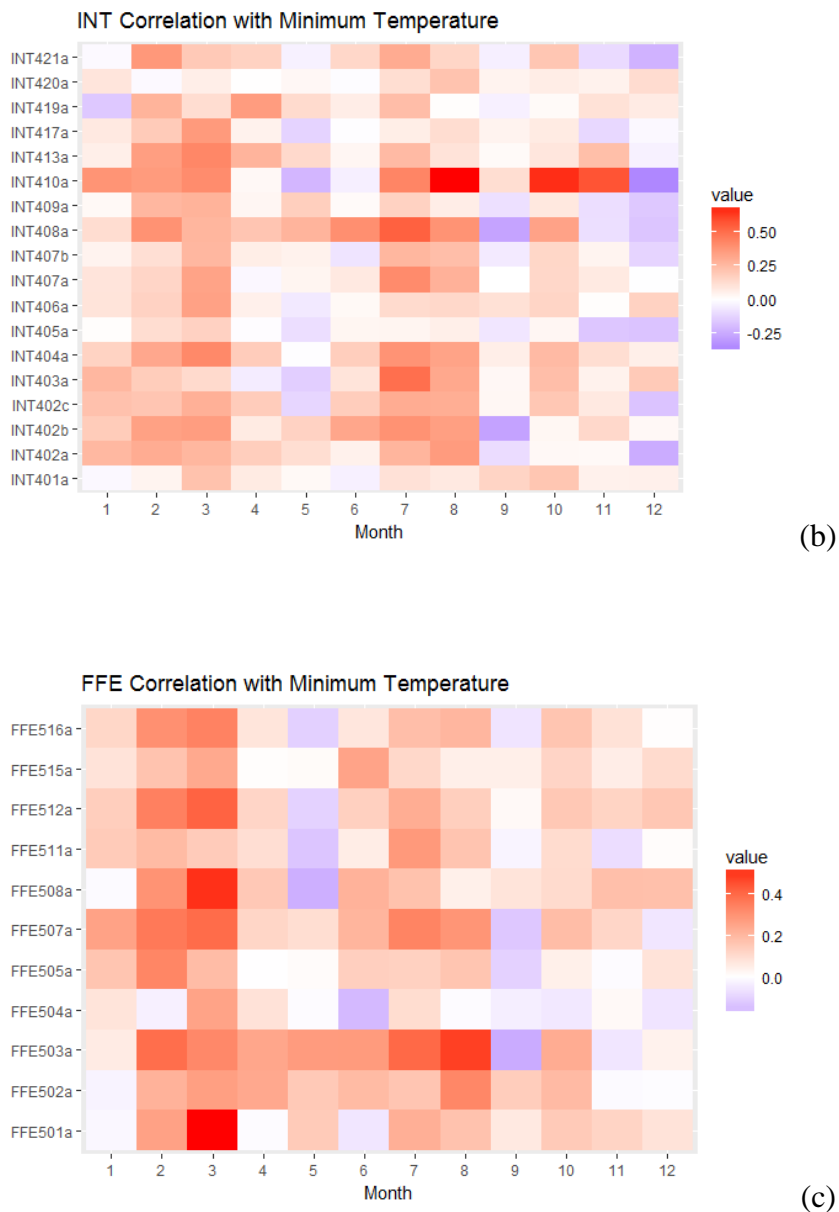 INT Correlation with Minimum Temperature
INT421a
INT420a
INT419a
INT417a
INT413a
INT410a
INT409a
INT408a
INT407b
INT407a
INT406a
INT405a
INT404a
INT403a
INT402c
INT402b
INT402a
INT401a
value
0.50
0.25
0.00
-0.25
1 2 3 4 5 6 7 8 9 10 11 12
Month
(b)
FFE Correlation with Minimum Temperature
FFE516a
FFE515a
FFE512a
FFE511a
FFE508a
FFE507a
FFE505a
FFE504a
FFE503a
FFE502a
FFE501a
value
0.4
0.2
0.0
1 2 3 4 5 6 7 8 9 10 11 12
Month
(c)